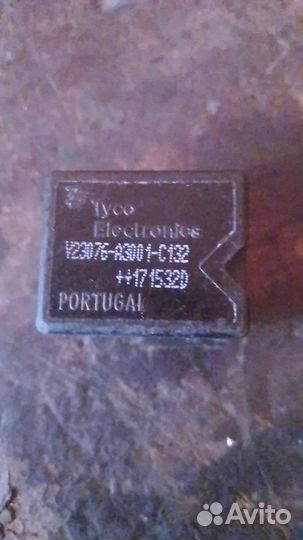 Tyco
Electronics
V23076-A3001-C132
++171532D
PORTUGAL
Avito